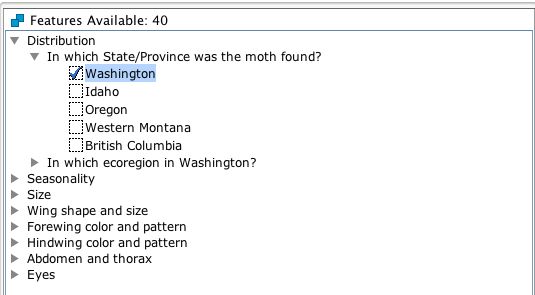 Features Available: 40
Distribution
In which State/Province was the moth found?
Washington
Idaho
Oregon
Western Montana
British Columbia
In which ecoregion in Washington?
Seasonality
Size
Wing shape and size
Forewing color and pattern
Hindwing color and pattern
Abdomen and thorax
Eyes